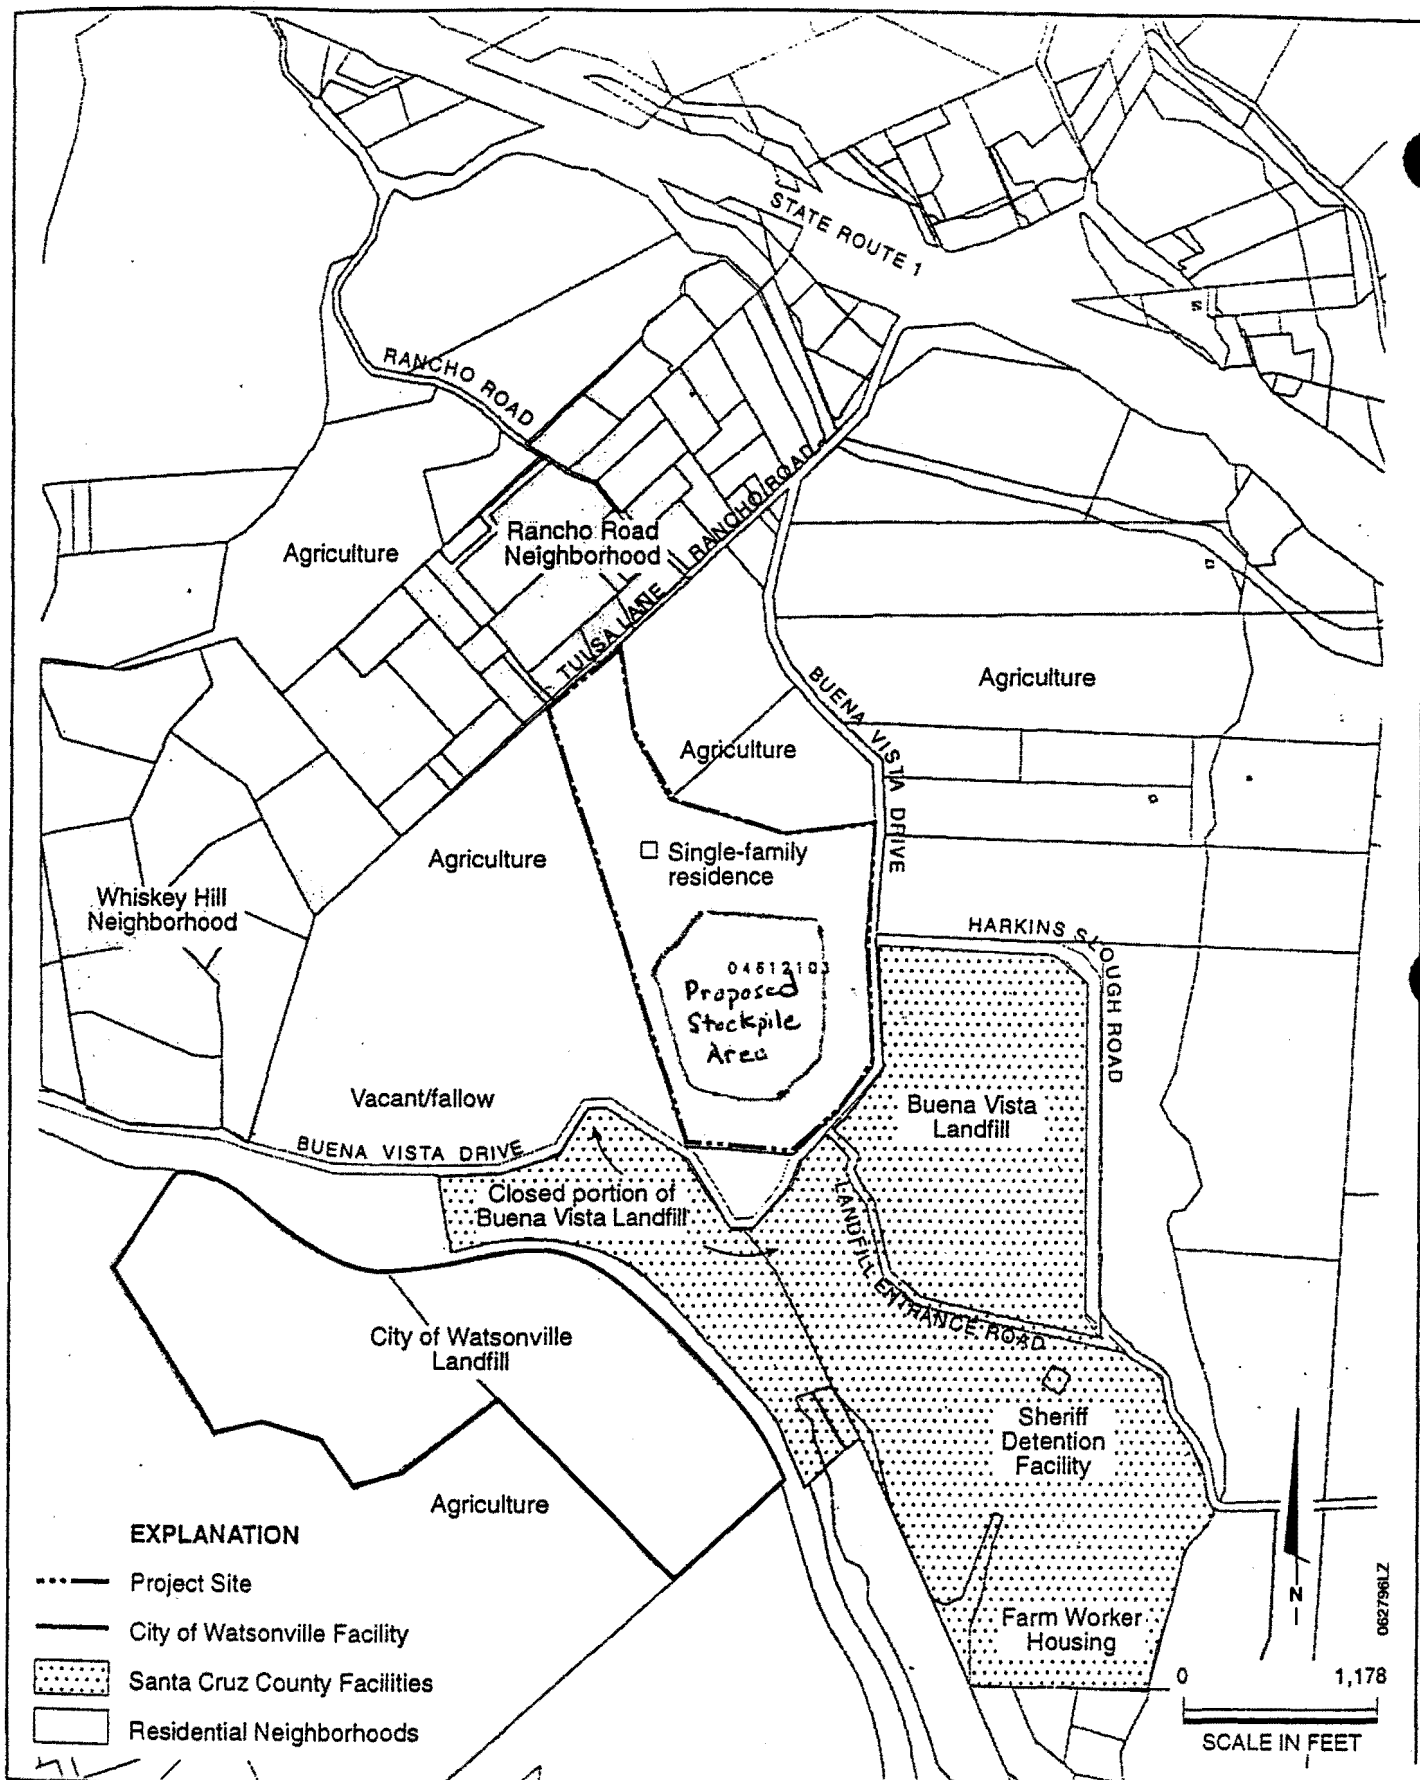 STATE ROUTE 1
S
RANCHO ROAD
Rancho Road
Neighborhood
RANCHO ROAD
Agriculture
TULSA LANE
BUENA VISTA DRIVE
Agriculture
Agriculture
Agriculture
Single-family
residence
Whiskey Hill
Neighborhood
HARKINS SLOUGH ROAD
04612103
Proposed
Stockpile
Area
Vacant/fallow
Buena Vista
Landfill
BUENA VISTA DRIVE
Closed portion of
Buena Vista Landfill
LANDFILL ENTRANCE ROAD
City of Watsonville
Landfill
Sheriff
Detention
Facility
Agriculture
EXPLANATION
Project Site
City of Watsonville Facility
Santa Cruz County Facilities
Residential Neighborhoods
Farm Worker
Housing
N
062796LZ
0 1,178
SCALE IN FEET